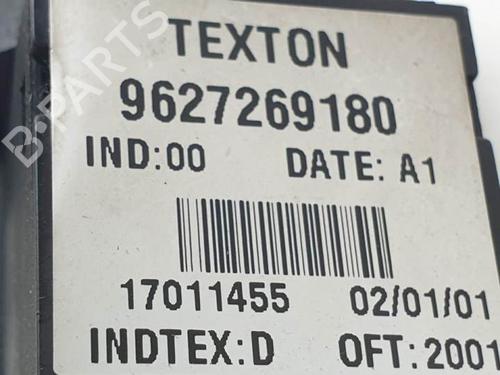 TEXTON
9627269180
IND:00 DATE: A1
17011455 02/01/01
INDTEX:D OFT:2001
B-PARTS